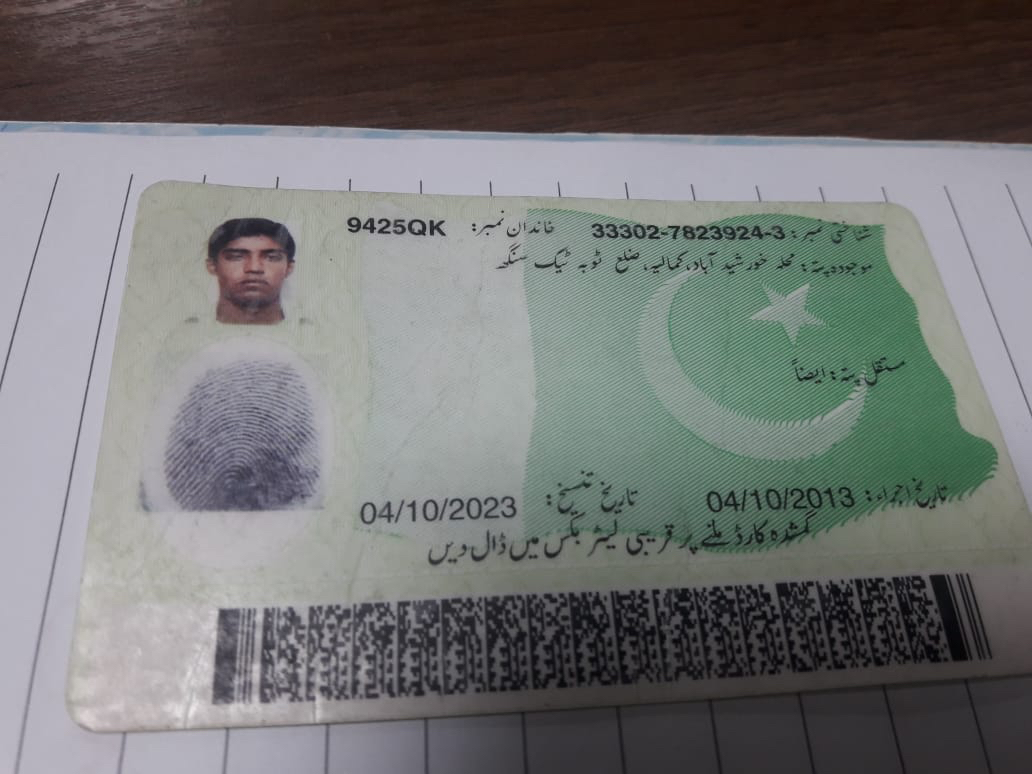 شناختی نمبر: 33302-7823924-3 خاندان نمبر: 9425QK
موجودہ پتہ: محلہ خورشید آباد، کمالیہ، ضلع ٹوبہ ٹیک سنگھ
مستقل پتہ: ایضاً
تاریخ اجراء: 04/10/2013 تاریخ تنسیخ: 04/10/2023
گمشدہ کارڈ ملنے پر قریبی لیٹر بکس میں ڈال دیں